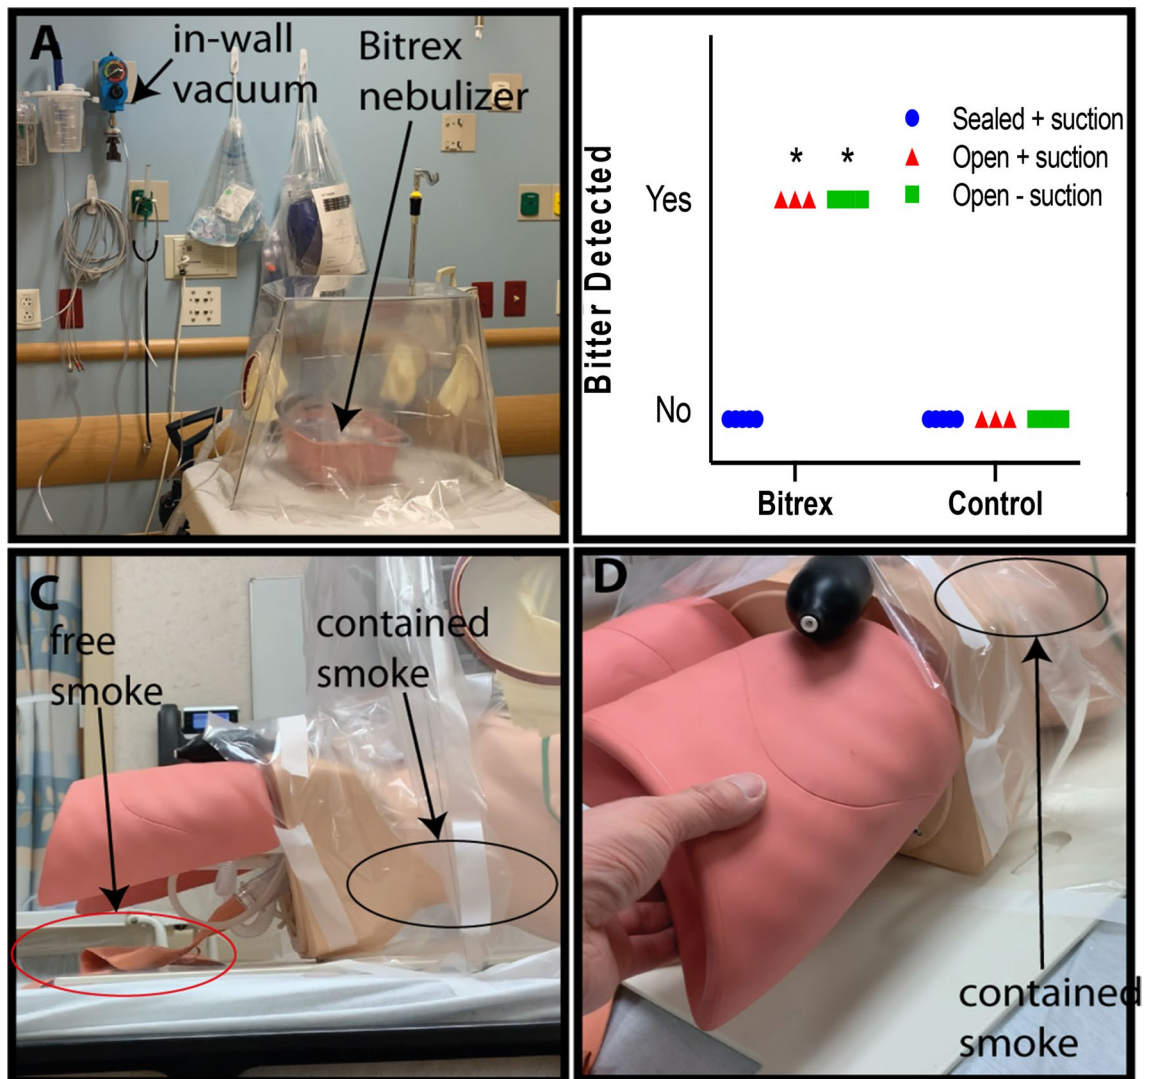 A
in-wall
vacuum
Bitrex
nebulizer
Bitter Detected
Yes
No
* *
Sealed + suction
Open + suction
Open - suction
Bitrex
Control
C
free
smoke
contained
smoke
D
contained
smoke